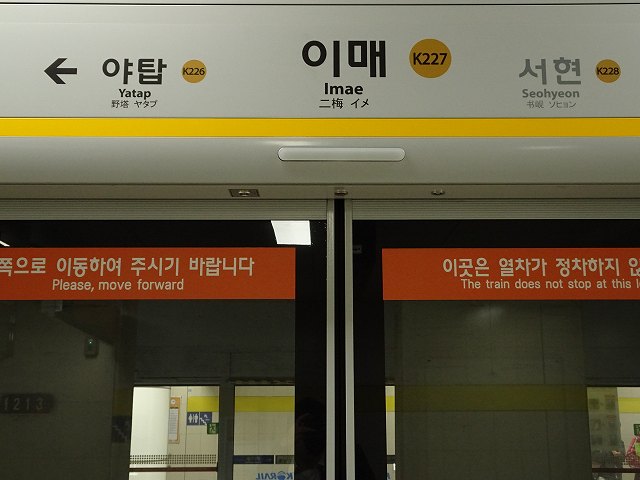 야탑 K226
Yatap
野塔 ヤタプ
이매 K227
Imae
二梅 イメ
서현 K228
Seohyeon
书岘 ソヒョン
쪽으로 이동하여 주시기 바랍니다
Please, move forward
이곳은 열차가 정차하지
The train does not stop at this
1213
KORAIL